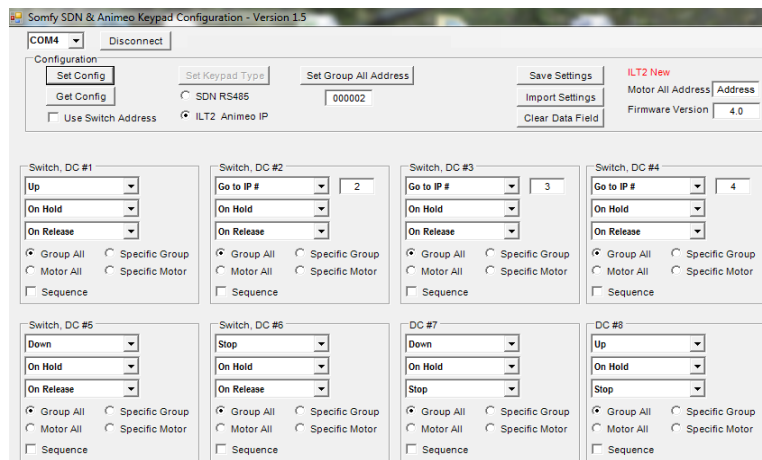 Somfy SDN & Animeo Keypad Configuration - Version 1.5
COM4 Disconnect
Configuration
Set Config Set Keypad Type Set Group All Address Save Settings ILT2 New
Get Config SDN RS485 000002 Import Settings Motor All Address Address
Use Switch Address ILT2 Animeo IP Clear Data Field Firmware Version 4.0
Switch, DC #1 Switch, DC #2 Switch, DC #3 Switch, DC #4
Up Go to IP # 2 Go to IP # 3 Go to IP # 4
On Hold On Hold On Hold On Hold
On Release On Release On Release On Release
Group All Specific Group Group All Specific Group Group All Specific Group Group All Specific Group
Motor All Specific Motor Motor All Specific Motor Motor All Specific Motor Motor All Specific Motor
Sequence Sequence Sequence Sequence
Switch, DC #5 Switch, DC #6 DC #7 DC #8
Down Stop Down Up
On Hold On Hold On Hold On Hold
On Release On Release Stop Stop
Group All Specific Group Group All Specific Group Group All Specific Group Group All Specific Group
Motor All Specific Motor Motor All Specific Motor Motor All Specific Motor Motor All Specific Motor
Sequence Sequence Sequence Sequence